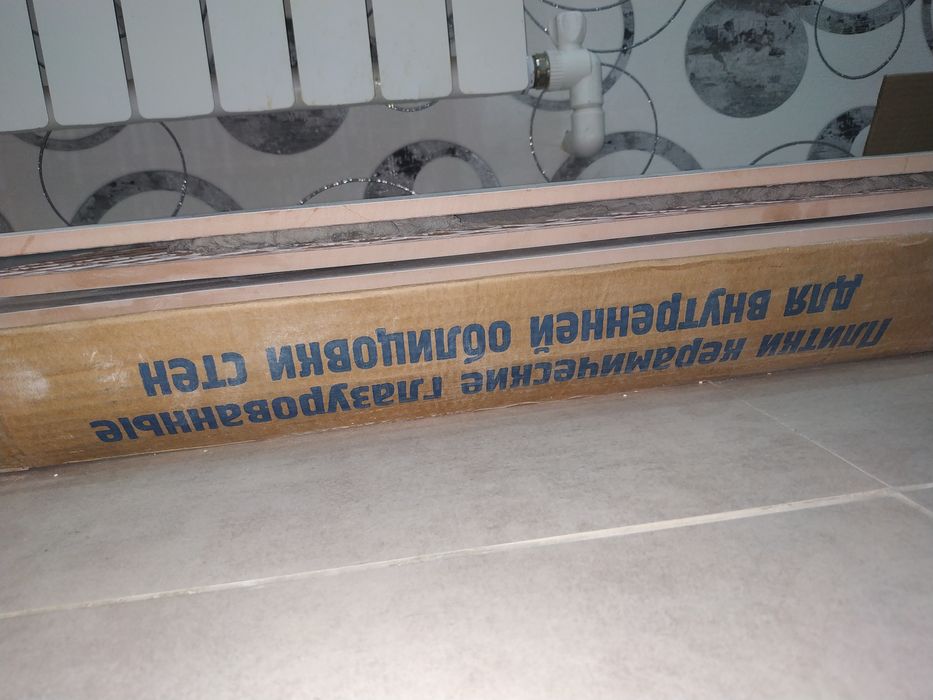 Плитки керамические глазурованные
для внутренней облицовки стен